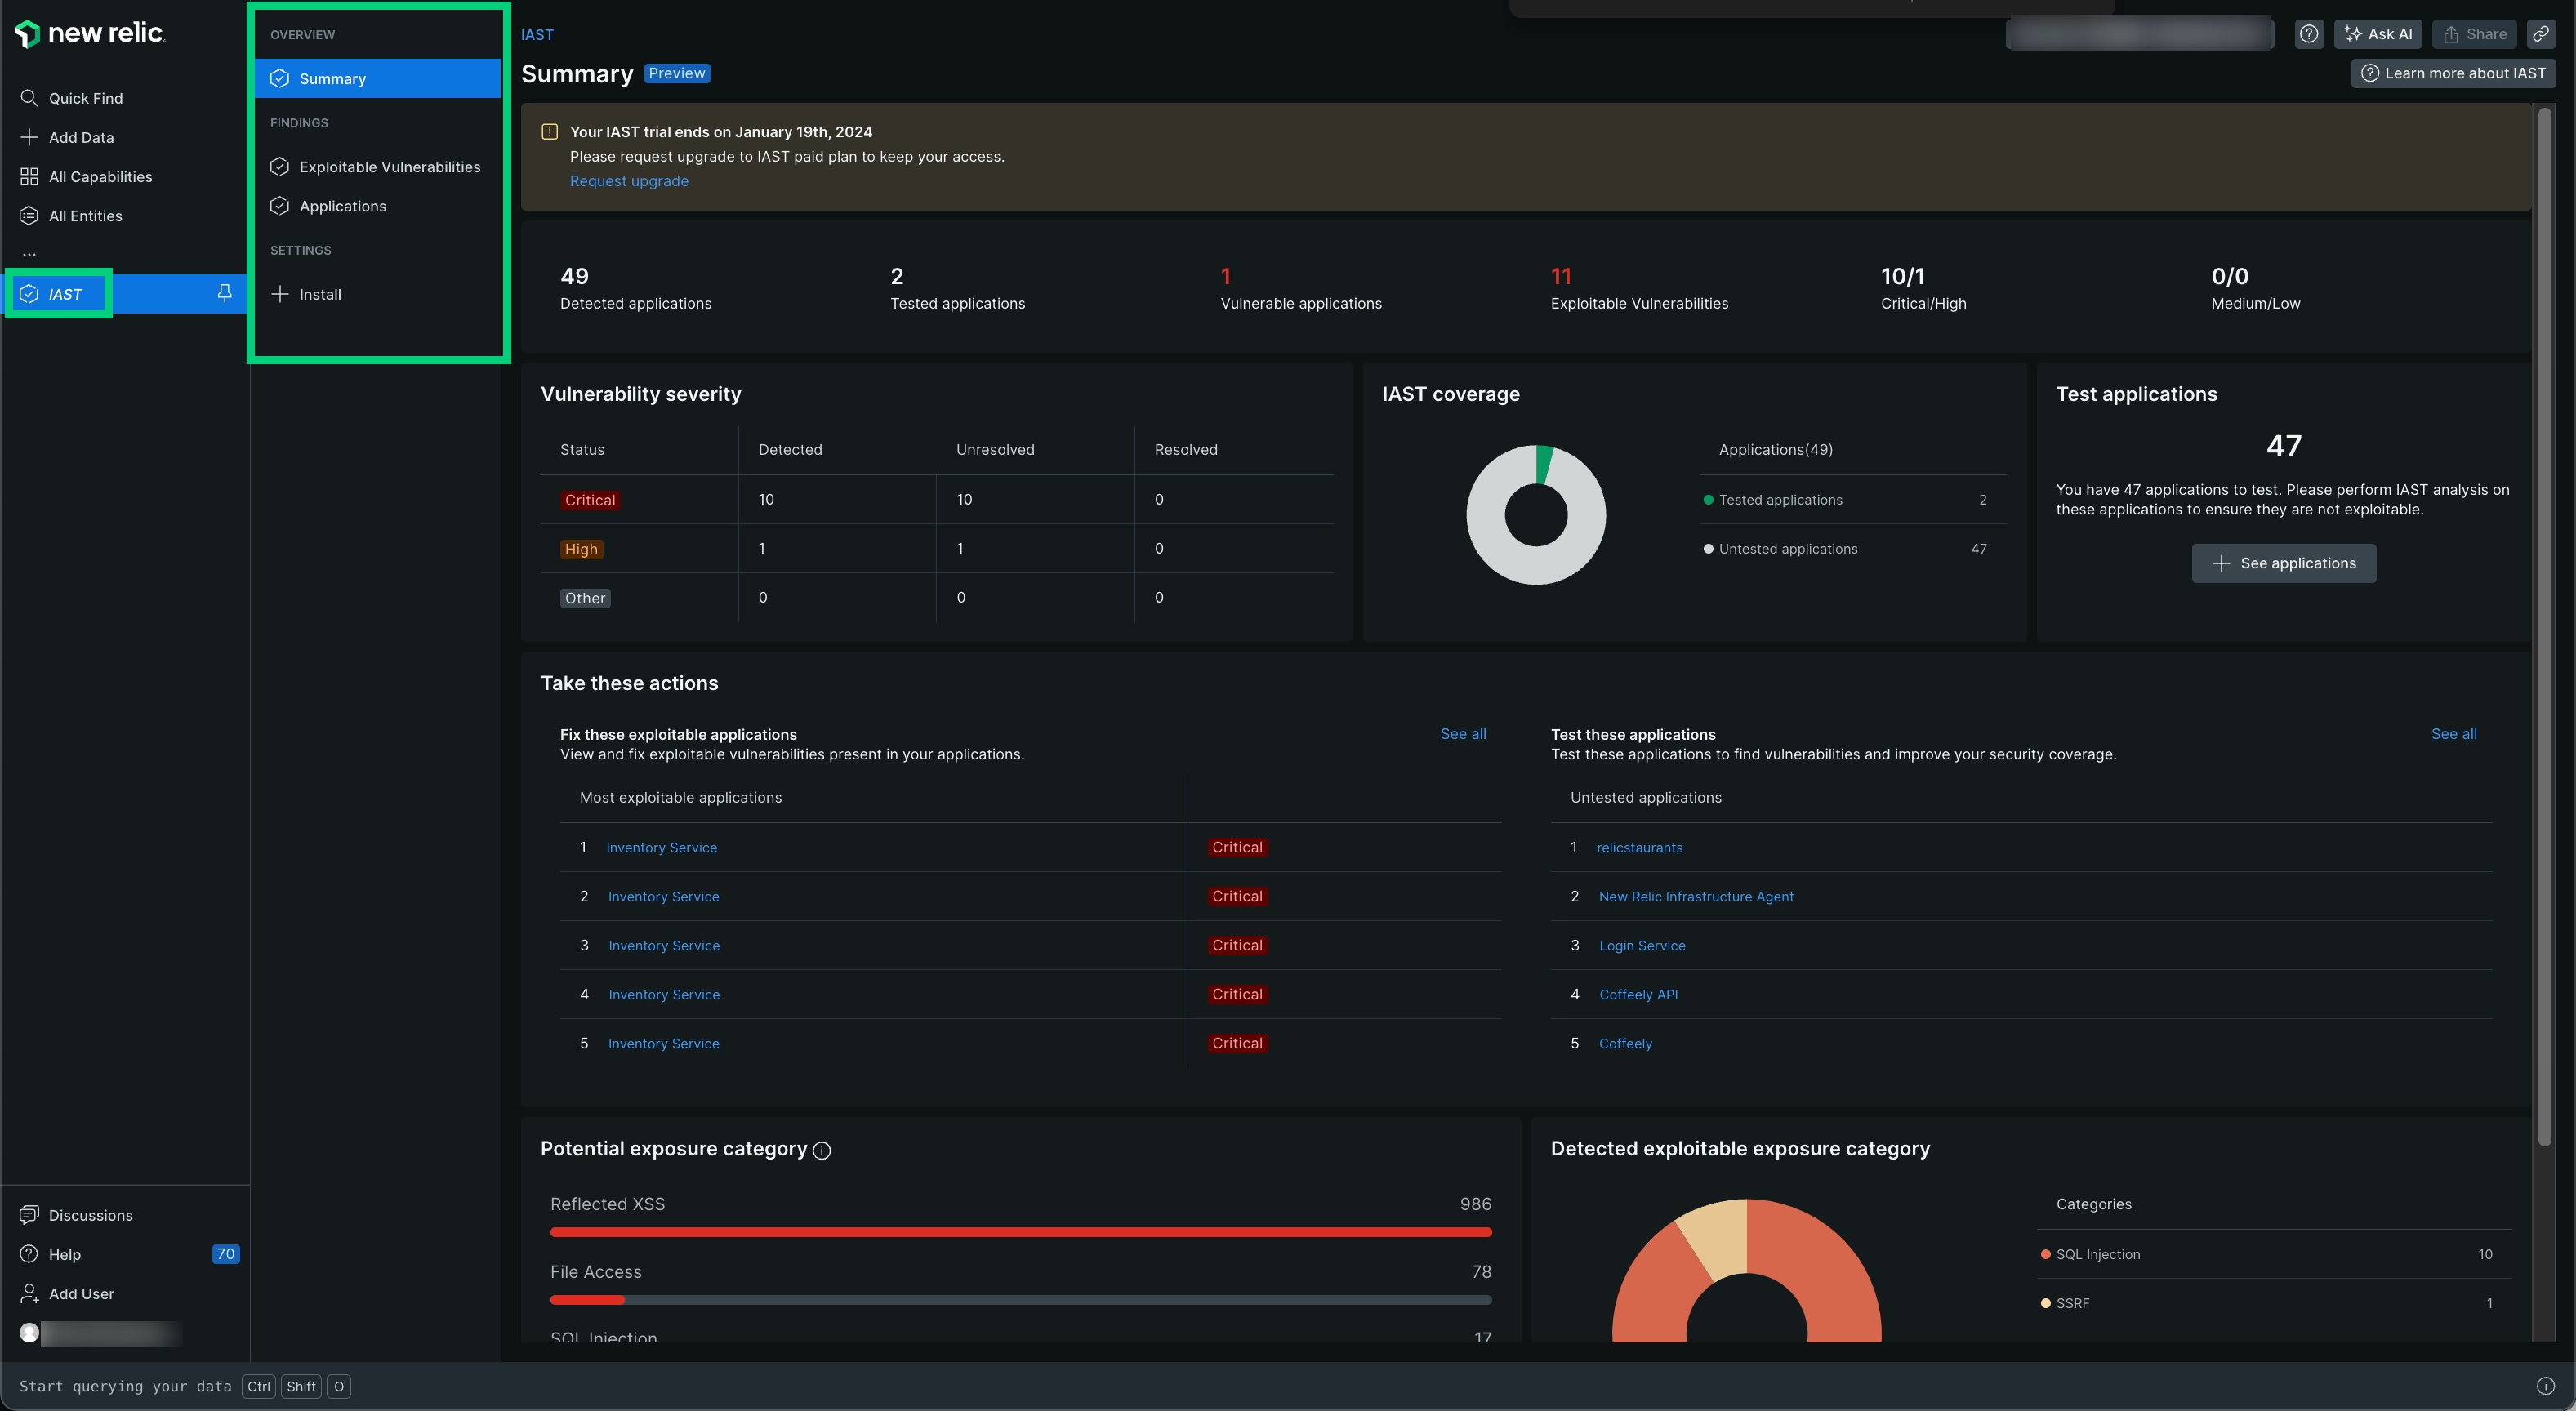 new relic.
Quick Find
Add Data
All Capabilities
All Entities
...
IAST
OVERVIEW
Summary
FINDINGS
Exploitable Vulnerabilities
Applications
SETTINGS
Install
IAST
Summary Preview
Ask AI
Share
Learn more about IAST
Your IAST trial ends on January 19th, 2024
Please request upgrade to IAST paid plan to keep your access.
Request upgrade
49
Detected applications
2
Tested applications
1
Vulnerable applications
11
Exploitable Vulnerabilities
10/1
Critical/High
0/0
Medium/Low
Vulnerability severity
Status Detected Unresolved Resolved
Critical 10 10 0
High 1 1 0
Other 0 0 0
IAST coverage
Applications(49)
Tested applications 2
Untested applications 47
Test applications
47
You have 47 applications to test. Please perform IAST analysis on
these applications to ensure they are not exploitable.
See applications
Take these actions
Fix these exploitable applications See all
View and fix exploitable vulnerabilities present in your applications.
Most exploitable applications
1 Inventory Service Critical
2 Inventory Service Critical
3 Inventory Service Critical
4 Inventory Service Critical
5 Inventory Service Critical
Test these applications See all
Test these applications to find vulnerabilities and improve your security coverage.
Untested applications
1 relicstaurants
2 New Relic Infrastructure Agent
3 Login Service
4 Coffeely API
5 Coffeely
Potential exposure category
Reflected XSS 986
File Access 78
SQL Injection 17
Detected exploitable exposure category
Categories
SQL Injection 10
SSRF 1
Discussions
Help 70
Add User
Start querying your data Ctrl Shift O